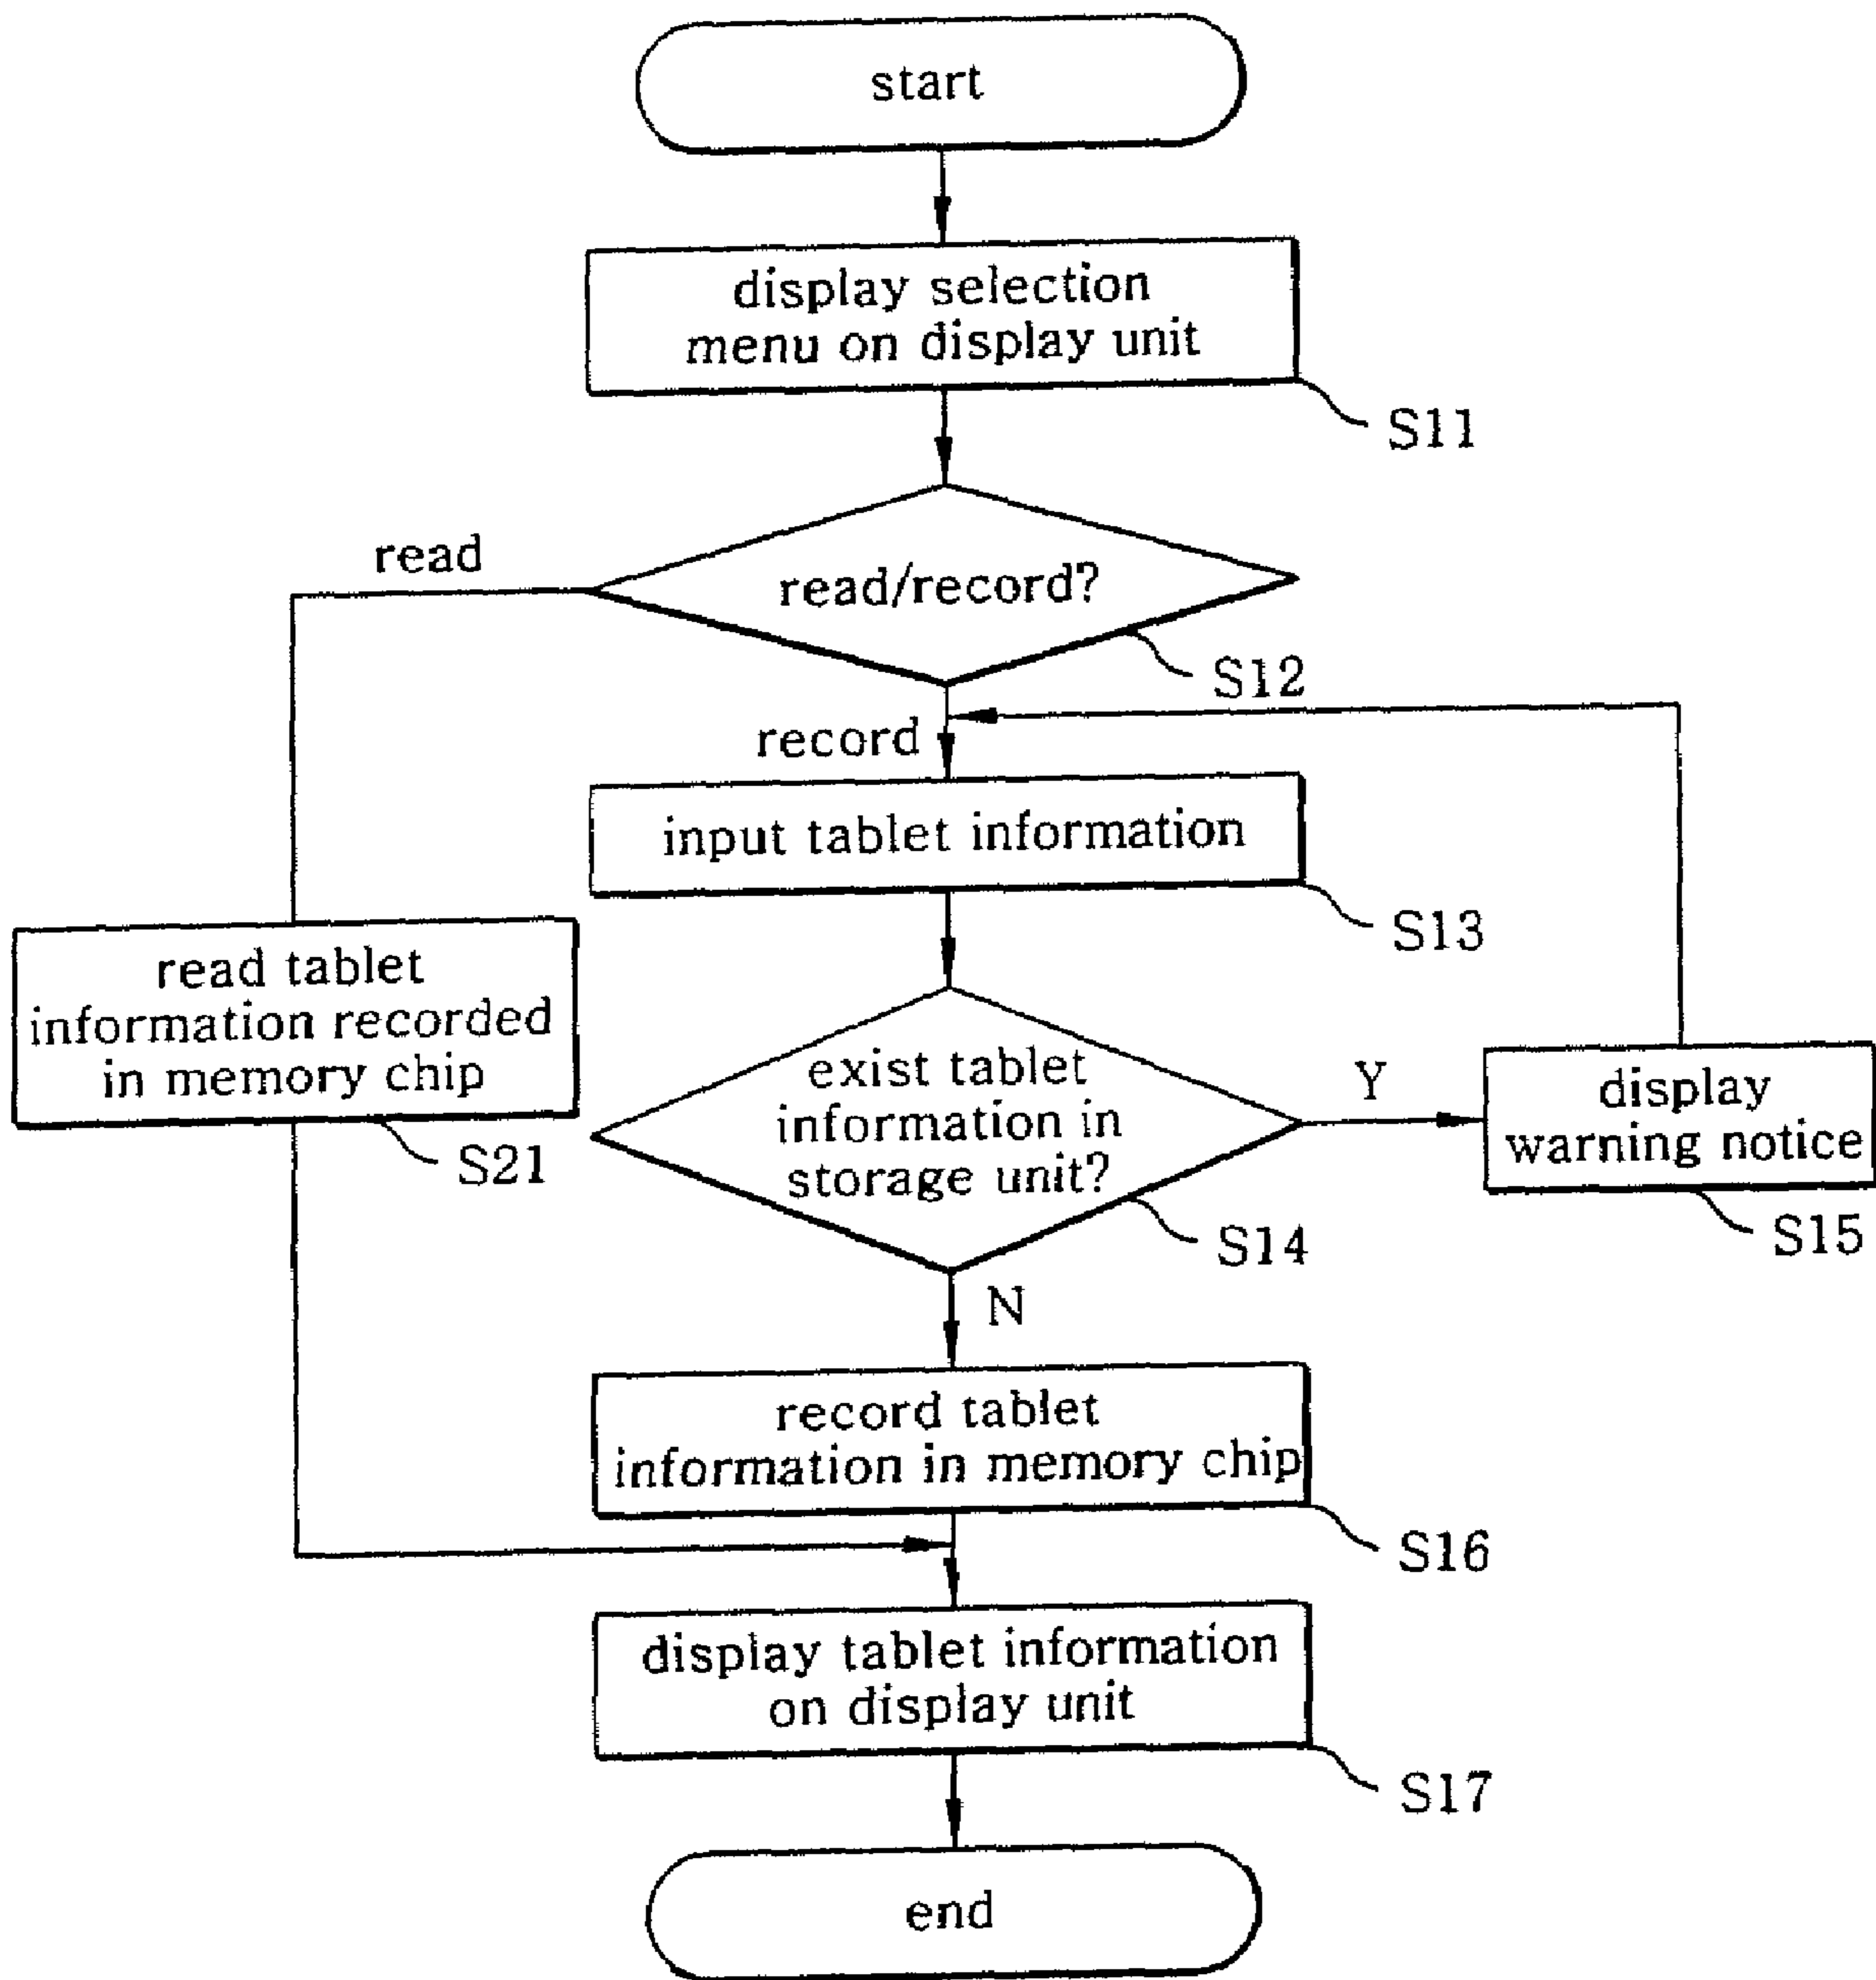 start
display selection
menu on display unit
S11
read
read/record?
S12
record
input tablet information
S13
read tablet
information recorded
in memory chip
S21
exist tablet
information in
storage unit?
S14
Y
display
warning notice
S15
N
record tablet
information in memory chip
S16
display tablet information
on display unit
S17
end